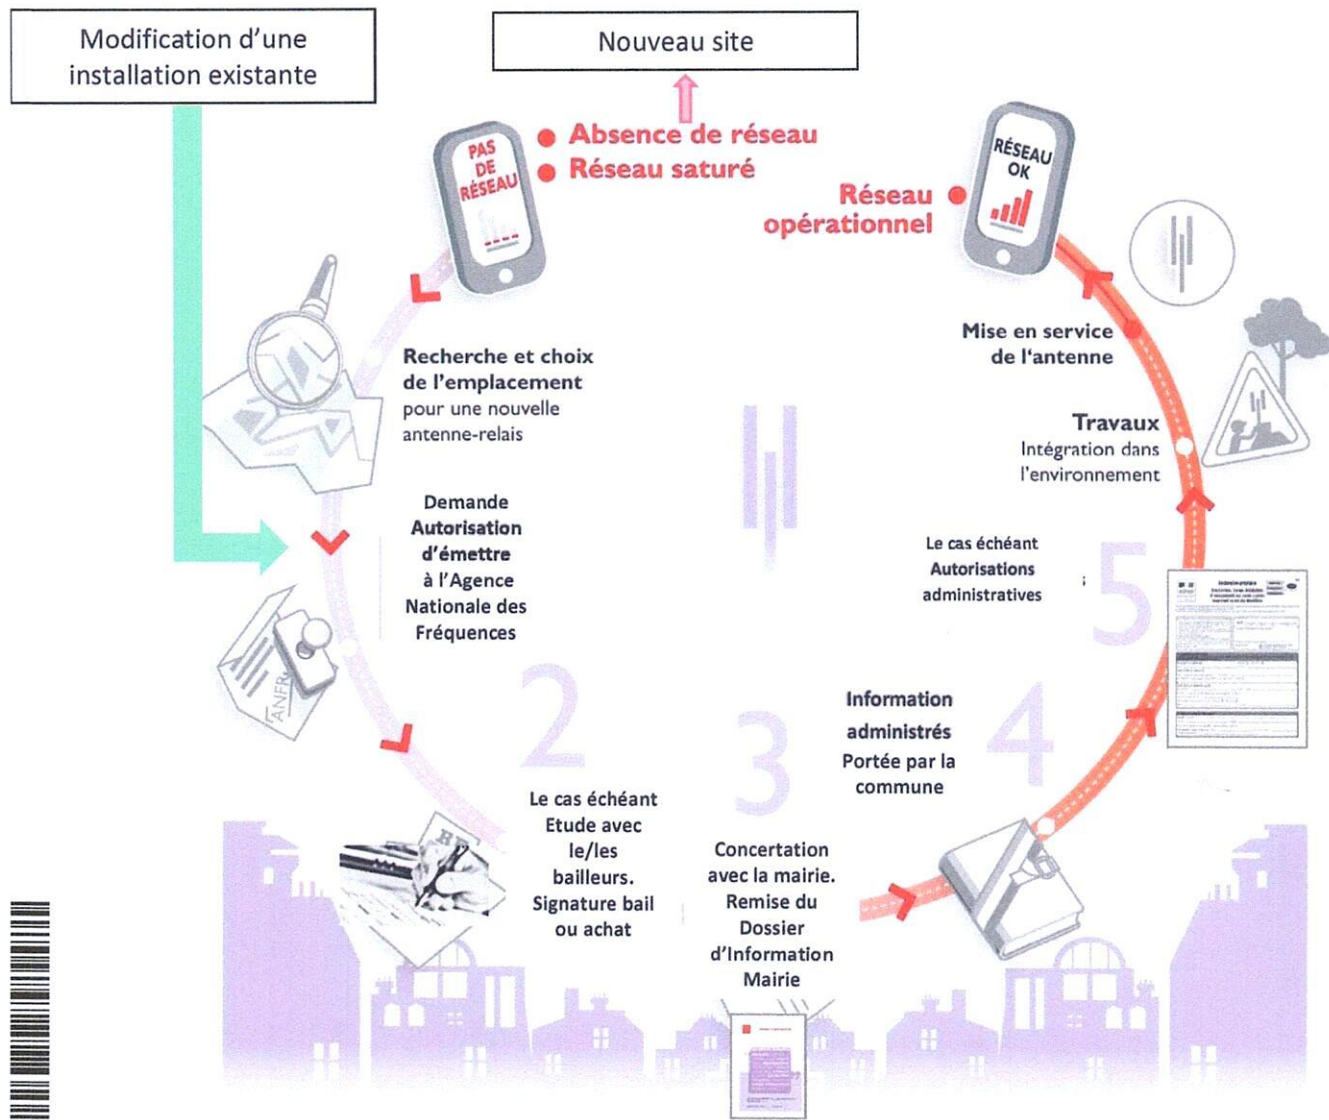 Modification d'une
installation existante
Nouveau site
Absence de réseau
Réseau saturé
PAS
DE
RÉSEAU
RÉSEAU
OK
Réseau
opérationnel
Recherche et choix
de l'emplacement
pour une nouvelle
antenne-relais
Demande
Autorisation
d'émettre
à l'Agence
Nationale des
Fréquences
ANFR
2
Le cas échéant
Etude avec
le/les
bailleurs.
Signature bail
ou achat
3
Concertation
avec la mairie.
Remise du
Dossier
d'Information
Mairie
4
Information
administrés
Portée par la
commune
5
Le cas échéant
Autorisations
administratives
Travaux
Intégration dans
l'environnement
Mise en service
de l'antenne